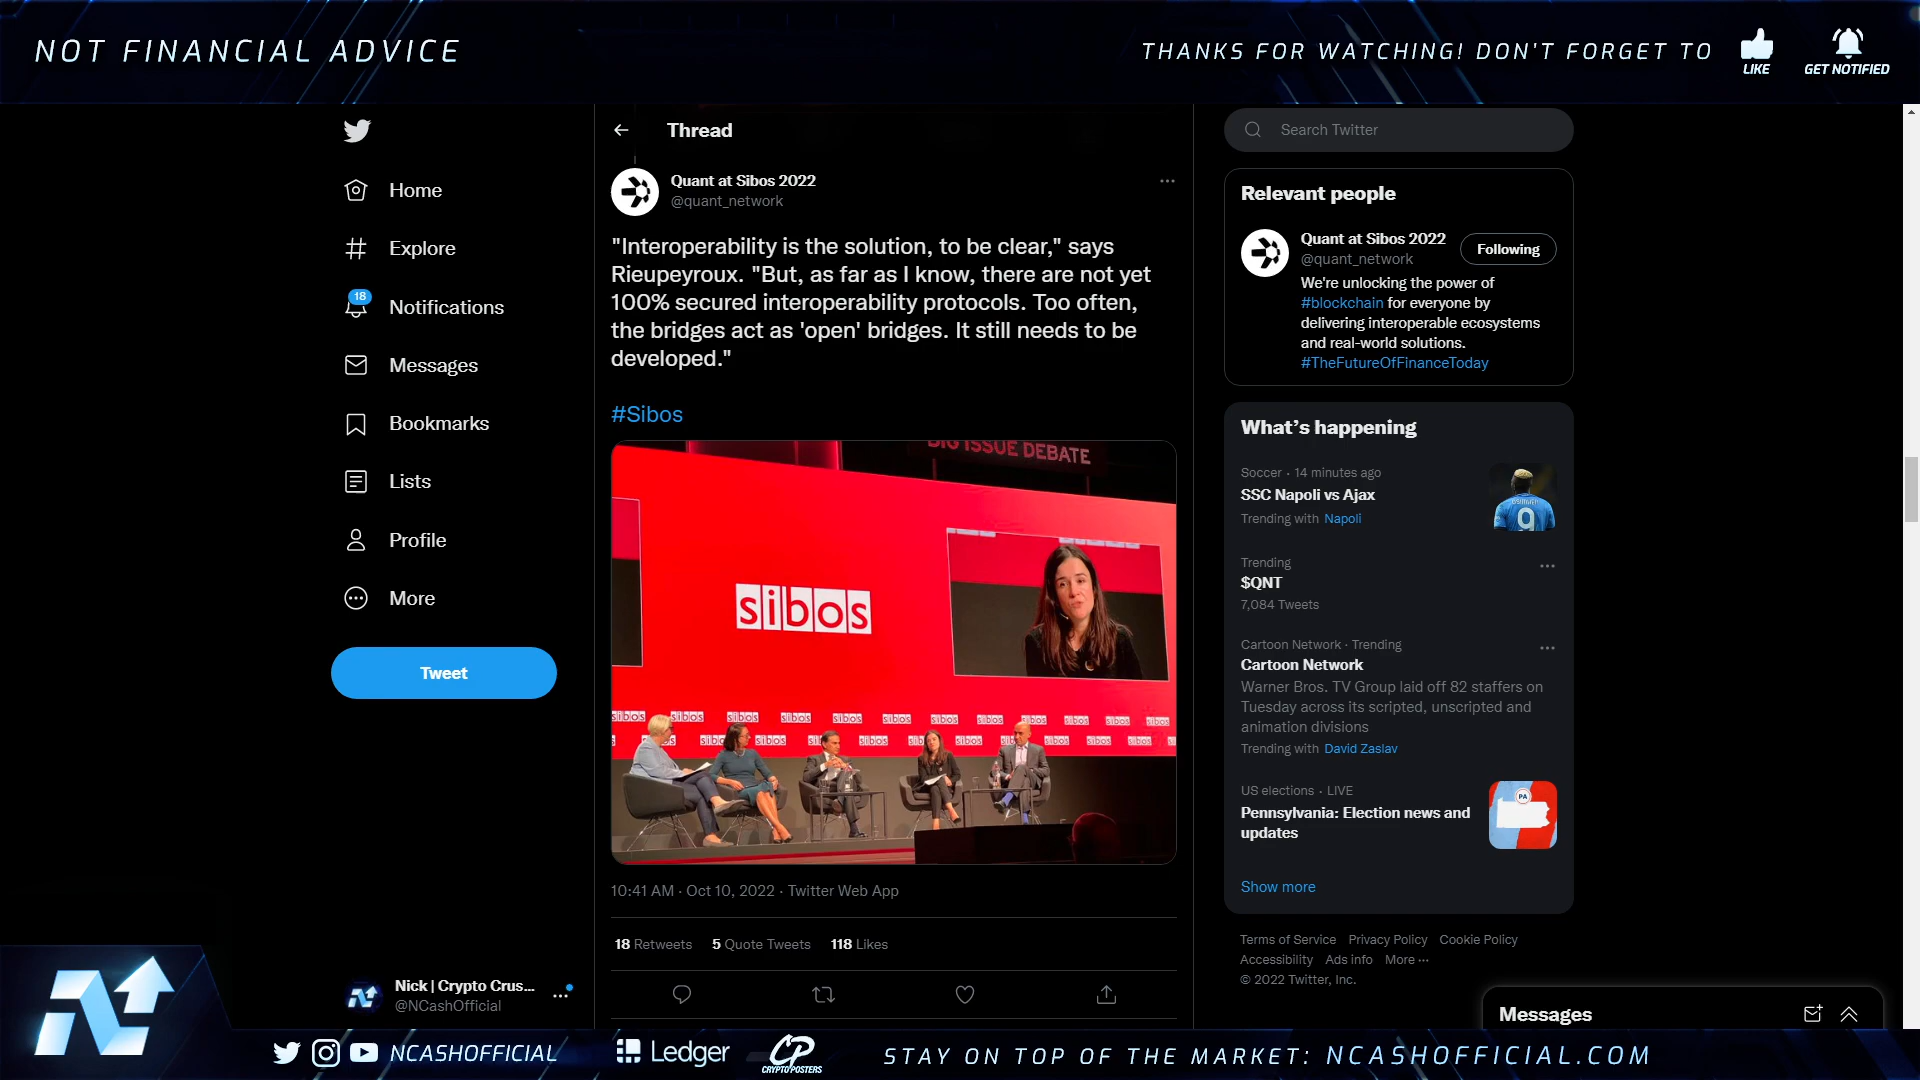 NOT FINANCIAL ADVICE
THANKS FOR WATCHING! DON'T FORGET TO
LIKE
GET NOTIFIED
Home
Explore
18
Notifications
Messages
Bookmarks
Lists
Profile
More
Tweet
Nick | Crypto Crus...
@NCashOfficial
Thread
Quant at Sibos 2022
@quant_network
"Interoperability is the solution, to be clear," says
Rieupeyroux. "But, as far as I know, there are not yet
100% secured interoperability protocols. Too often,
the bridges act as 'open' bridges. It still needs to be
developed."
#Sibos
BIG ISSUE DEBATE
sibos
10:41 AM · Oct 10, 2022 · Twitter Web App
18 Retweets 5 Quote Tweets 118 Likes
Search Twitter
Relevant people
Quant at Sibos 2022
@quant_network
Following
We're unlocking the power of
#blockchain for everyone by
delivering interoperable ecosystems
and real-world solutions.
#TheFutureOfFinanceToday
What's happening
Soccer · 14 minutes ago
SSC Napoli vs Ajax
Trending with Napoli
9
Trending
$QNT
7,084 Tweets
Cartoon Network · Trending
Cartoon Network
Warner Bros. TV Group laid off 82 staffers on
Tuesday across its scripted, unscripted and
animation divisions
Trending with David Zaslav
US elections · LIVE
Pennsylvania: Election news and
updates
PA
Show more
Terms of Service Privacy Policy Cookie Policy
Accessibility Ads info More ···
© 2022 Twitter, Inc.
Messages
NCASHOFFICIAL
Ledger
CP
CRYPTO POSTERS
STAY ON TOP OF THE MARKET: NCASHOFFICIAL.COM